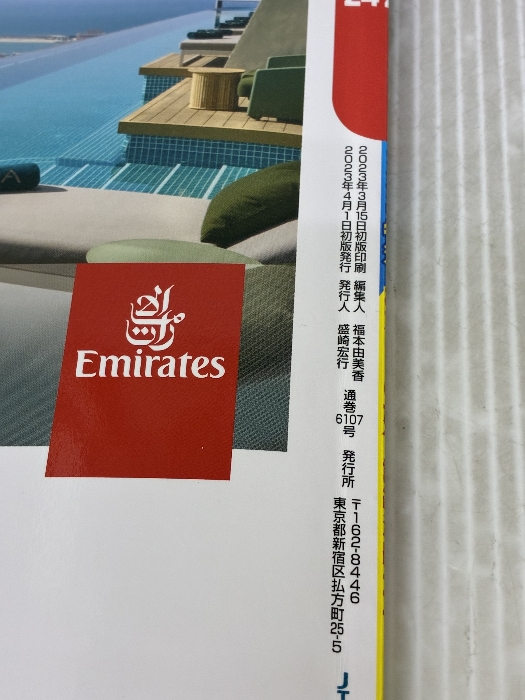 2023年3月15日初版印刷
2023年4月1日初版発行
編集人 福本由美香
発行人 盛崎宏行
通巻6107号
発行所
〒162-8446
東京都新宿区払方町25-5
Emirates